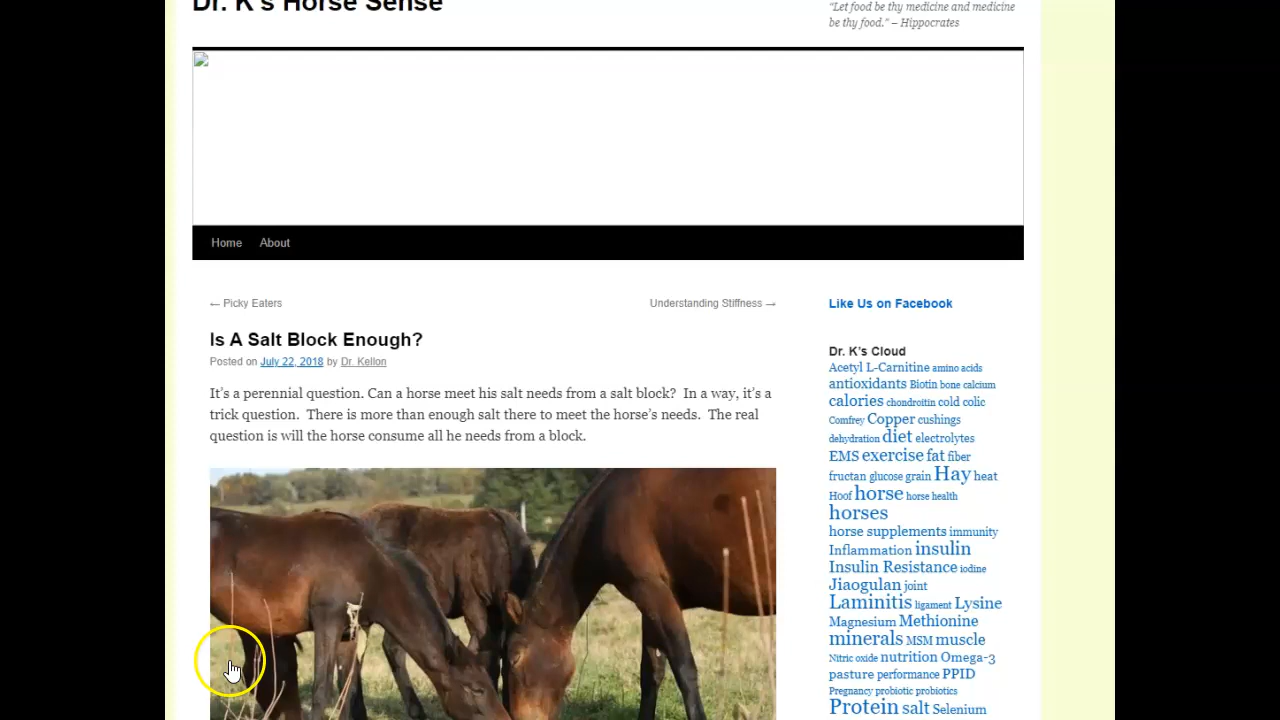 Dr. K's Horse Sense
"Let food be thy medicine and medicine
be thy food." – Hippocrates
Home About
← Picky Eaters
Understanding Stiffness →
Is A Salt Block Enough?
Posted on July 22, 2018 by Dr. Kellon
It’s a perennial question. Can a horse meet his salt needs from a salt block?  In a way, it’s a
trick question.  There is more than enough salt there to meet the horse’s needs.  The real
question is will the horse consume all he needs from a block.
Like Us on Facebook
Dr. K’s Cloud
Acetyl L-Carnitine amino acids
antioxidants Biotin bone calcium
calories chondroitin cold colic
Comfrey Copper cushings
dehydration diet electrolytes
EMS exercise fat fiber
fructan glucose grain Hay heat
Hoof horse horse health
horses
horse supplements immunity
Inflammation insulin
Insulin Resistance iodine
Jiaogulan joint
Laminitis ligament Lysine
Magnesium Methionine
minerals MSM muscle
Nitric oxide nutrition Omega-3
pasture performance PPID
Pregnancy probiotic probiotics
Protein salt Selenium